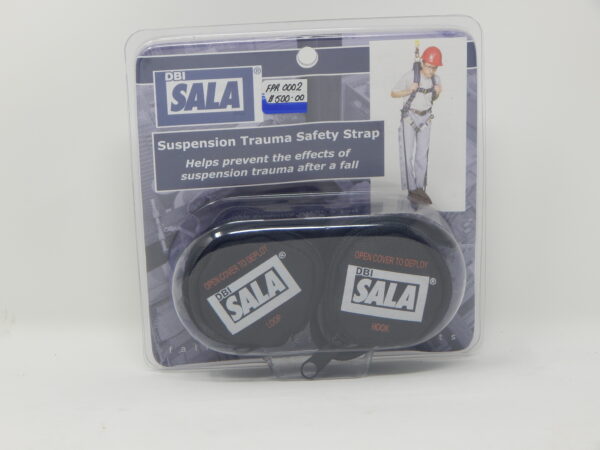 DBI
SALA®
FPR 0002
$500.00
Suspension Trauma Safety Strap
Helps prevent the effects of
suspension trauma after a fall
OPEN COVER TO DEPLOY
DBI
SALA®
LOOP
OPEN COVER TO DEPLOY
DBI
SALA®
HOOK